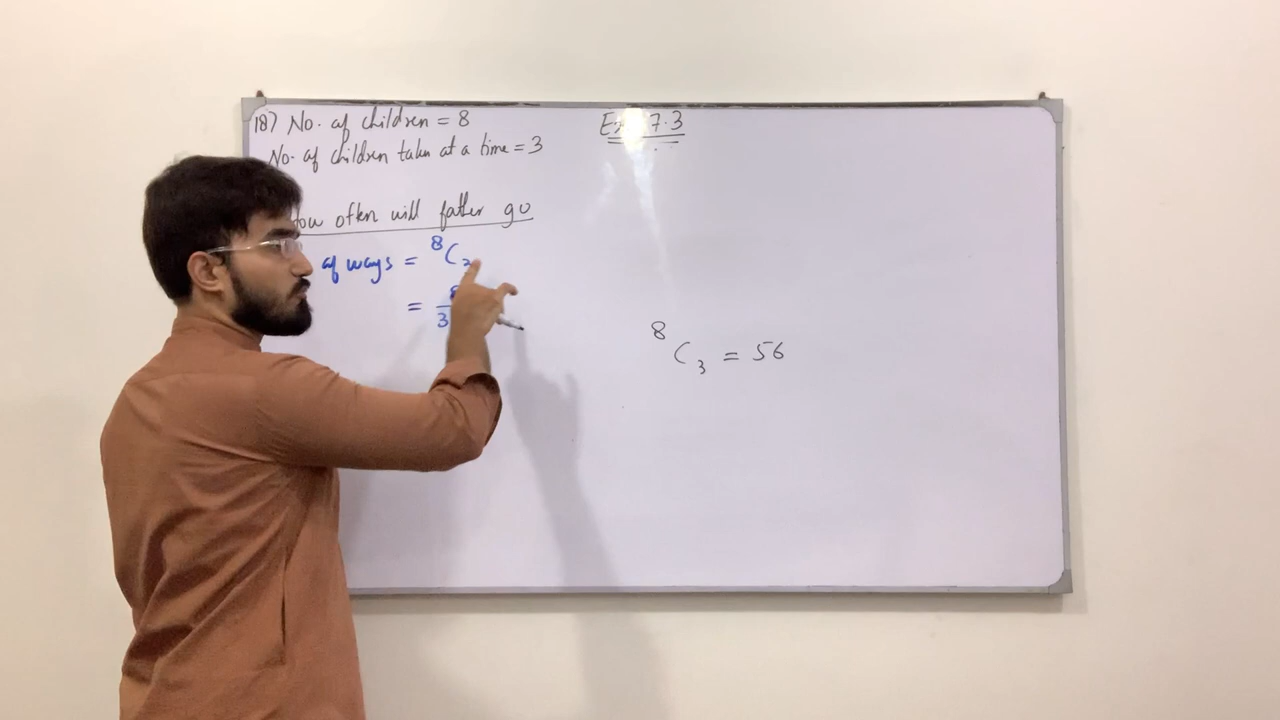 18) No. of children = 8
No. of children taken at a time = 3
How often will father go
of ways = ⁸C
= 8
3
Ex 7.3
⁸C₃ = 56